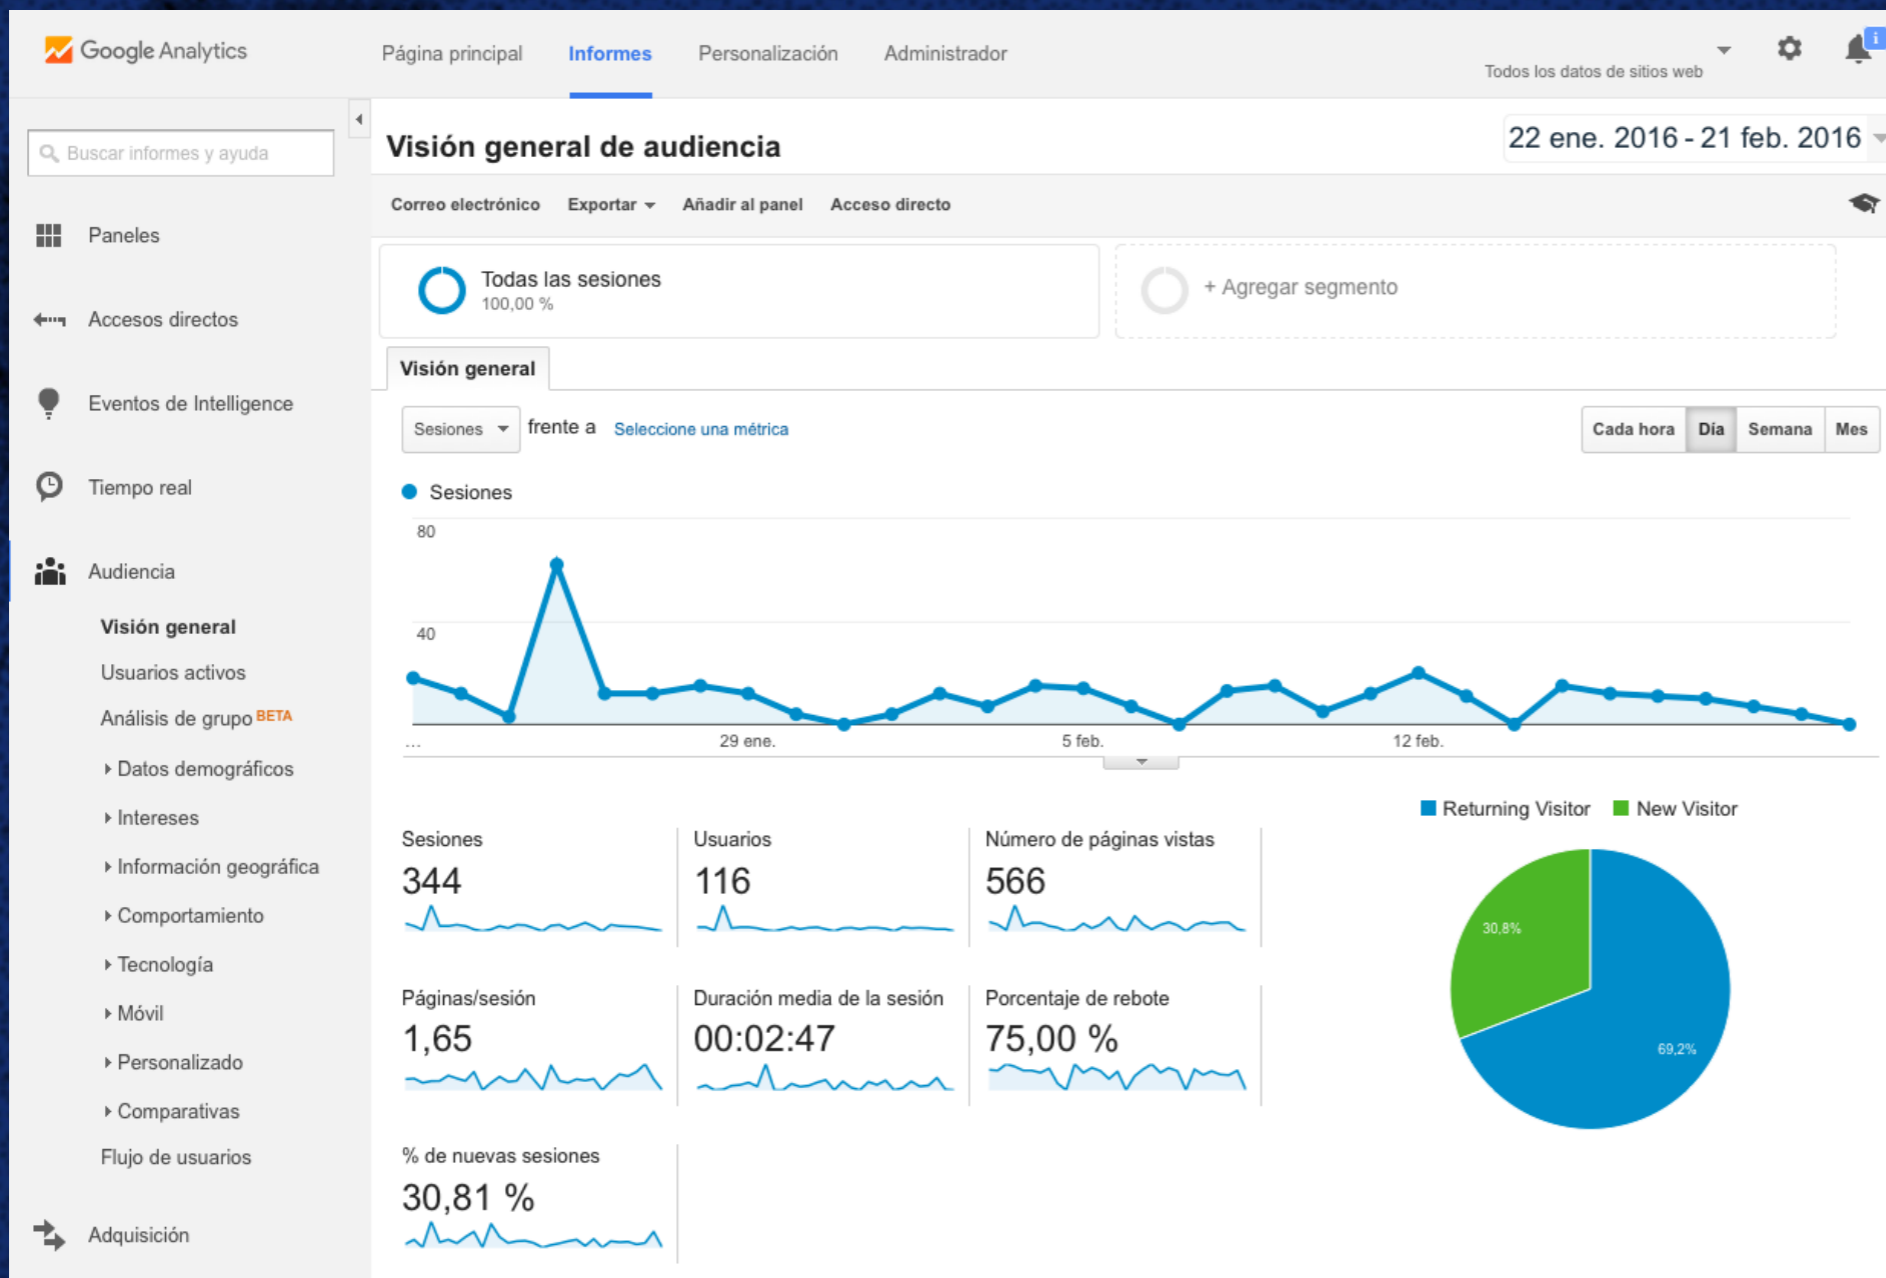 Google Analytics
Página principal
Informes
Personalización
Administrador
Todos los datos de sitios web
i
Buscar informes y ayuda
Visión general de audiencia
22 ene. 2016 - 21 feb. 2016
Correo electrónico
Exportar
Añadir al panel
Acceso directo
Paneles
Accesos directos
Eventos de Intelligence
Tiempo real
Audiencia
Visión general
Usuarios activos
Análisis de grupo BETA
Datos demográficos
Intereses
Información geográfica
Comportamiento
Tecnología
Móvil
Personalizado
Comparativas
Flujo de usuarios
Adquisición
Todas las sesiones
100,00 %
+ Agregar segmento
Visión general
Sesiones
frente a
Seleccione una métrica
Cada hora
Día
Semana
Mes
Sesiones
80
40
...
29 ene.
5 feb.
12 feb.
Sesiones
344
Usuarios
116
Número de páginas vistas
566
Páginas/sesión
1,65
Duración media de la sesión
00:02:47
Porcentaje de rebote
75,00 %
% de nuevas sesiones
30,81 %
Returning Visitor
New Visitor
30,8%
69,2%